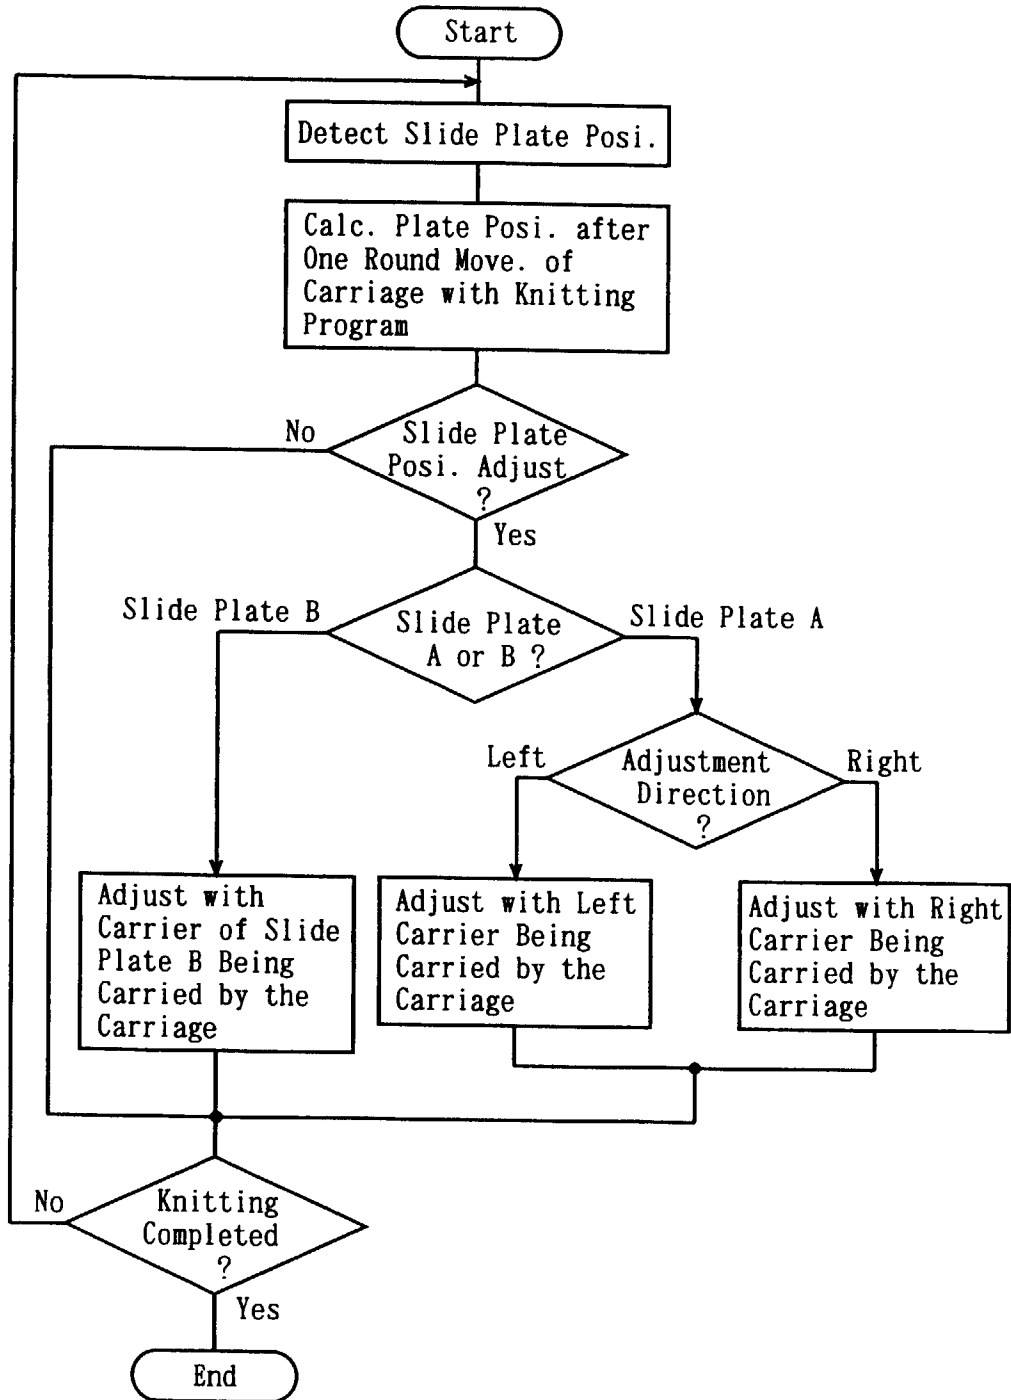 Start
Detect Slide Plate Posi.
Calc. Plate Posi. after
One Round Move. of
Carriage with Knitting
Program
No
Slide Plate
Posi. Adjust
?
Yes
Slide Plate B
Slide Plate
A or B ?
Slide Plate A
Left
Adjustment
Direction
?
Right
Adjust with
Carrier of Slide
Plate B Being
Carried by the
Carriage
Adjust with Left
Carrier Being
Carried by the
Carriage
Adjust with Right
Carrier Being
Carried by the
Carriage
No
Knitting
Completed
?
Yes
End